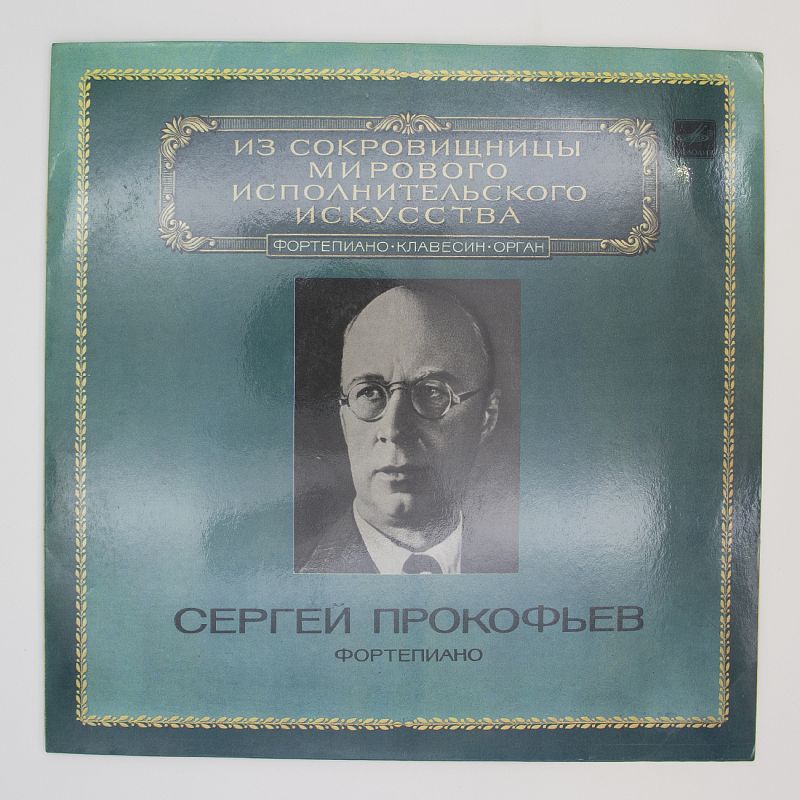 ИЗ СОКРОВИЩНИЦЫ
МИРОВОГО
ИСПОЛНИТЕЛЬСКОГО
ИСКУССТВА
ФОРТЕПИАНО·КЛАВЕСИН·ОРГАН
СЕРГЕЙ ПРОКОФЬЕВ
ФОРТЕПИАНО